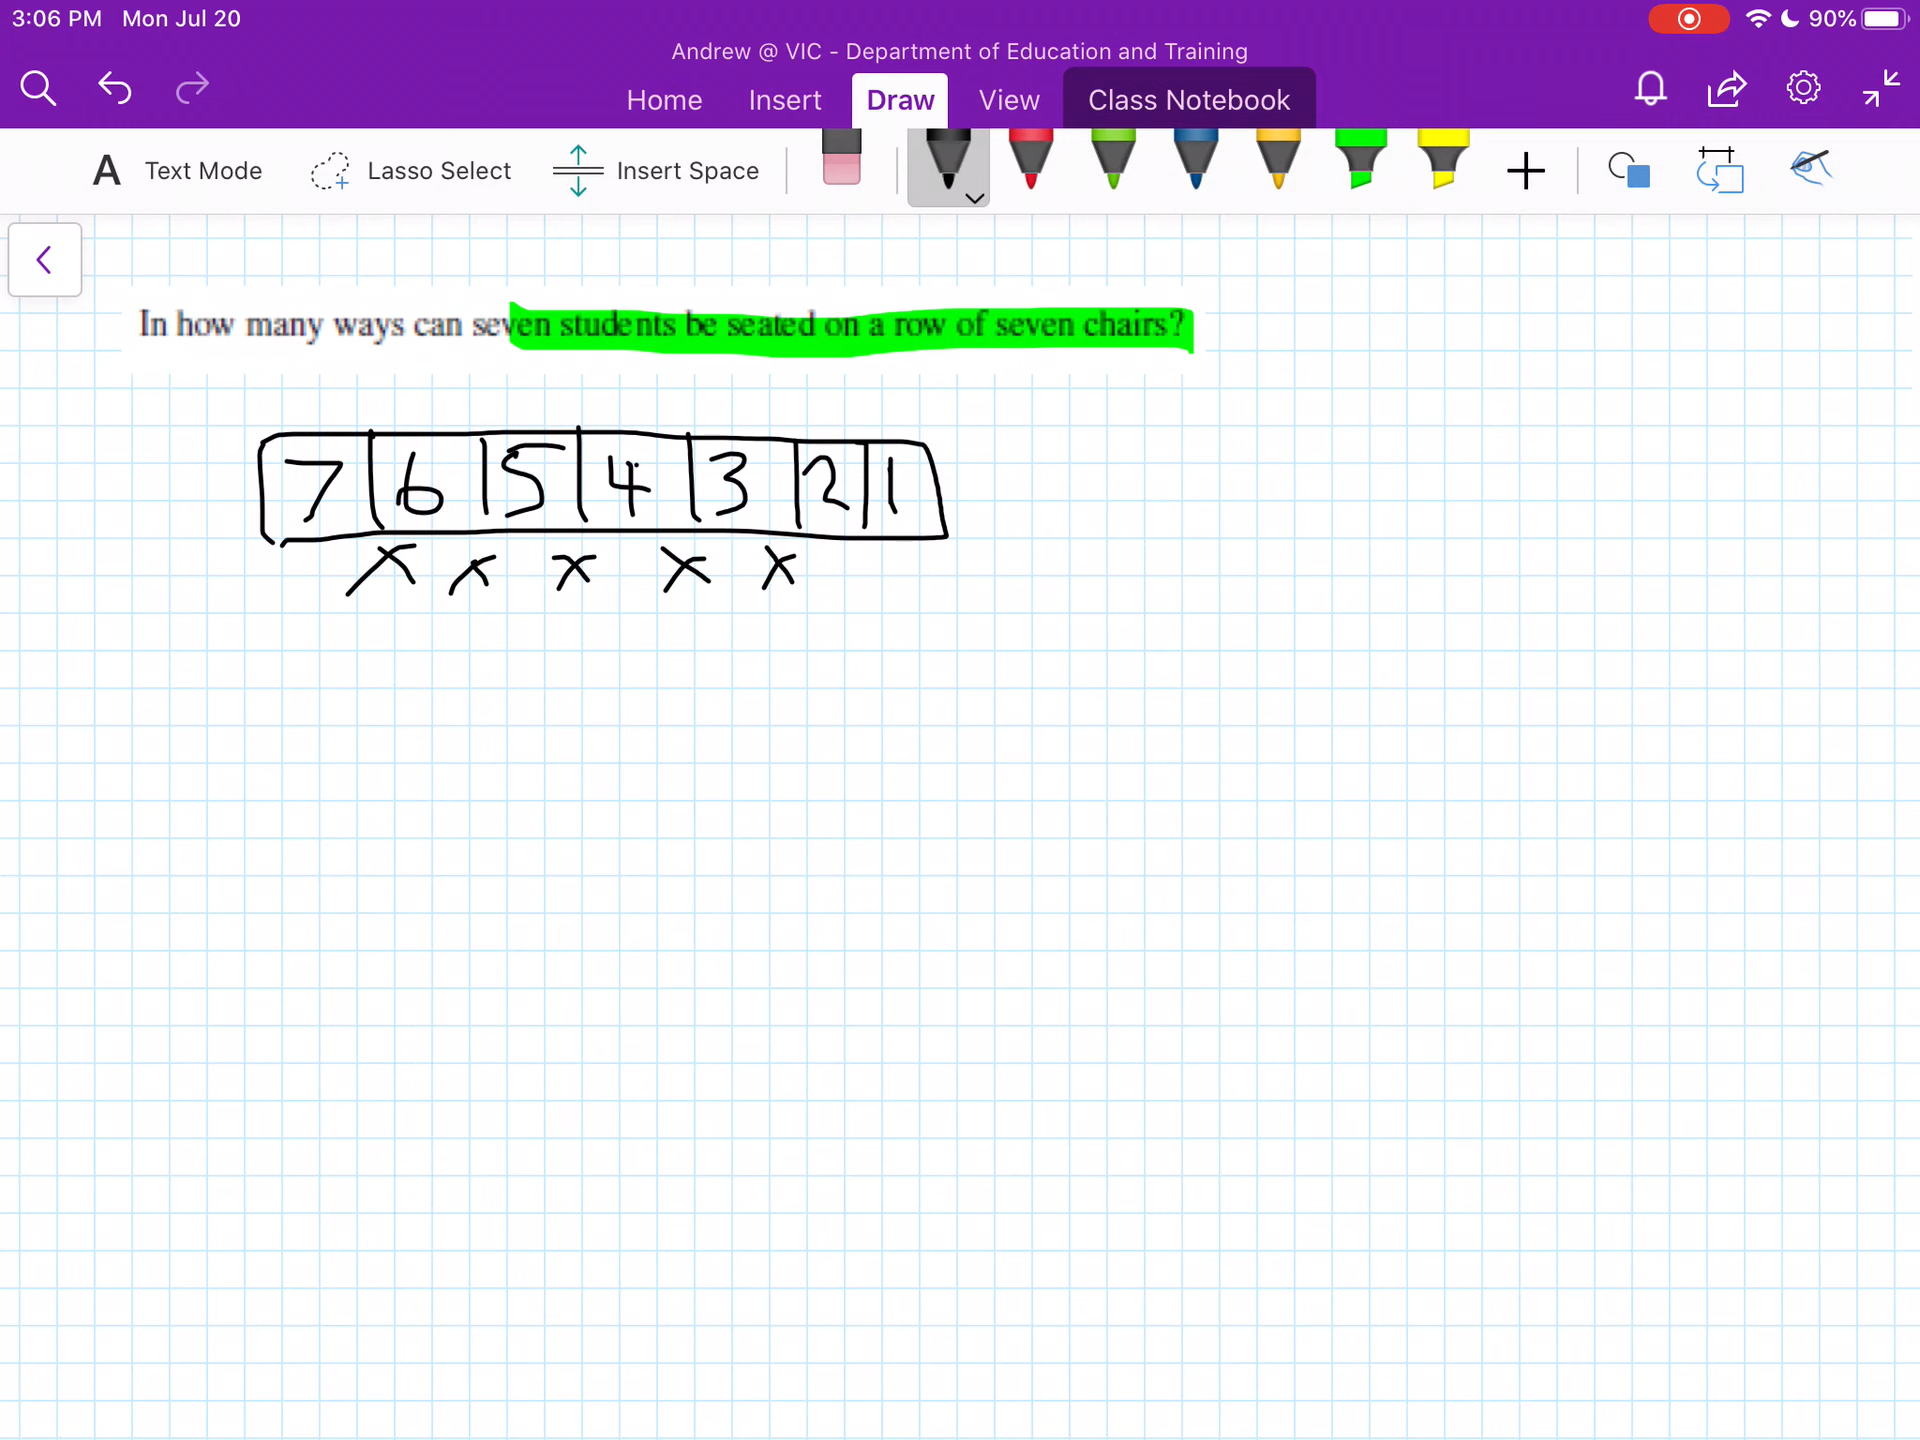 3:06 PM Mon Jul 20 90%
Andrew @ VIC - Department of Education and Training
Home Insert Draw View Class Notebook
A Text Mode Lasso Select Insert Space
In how many ways can seven students be seated on a row of seven chairs?
7 6 5 4 3 2 1
x x x x x